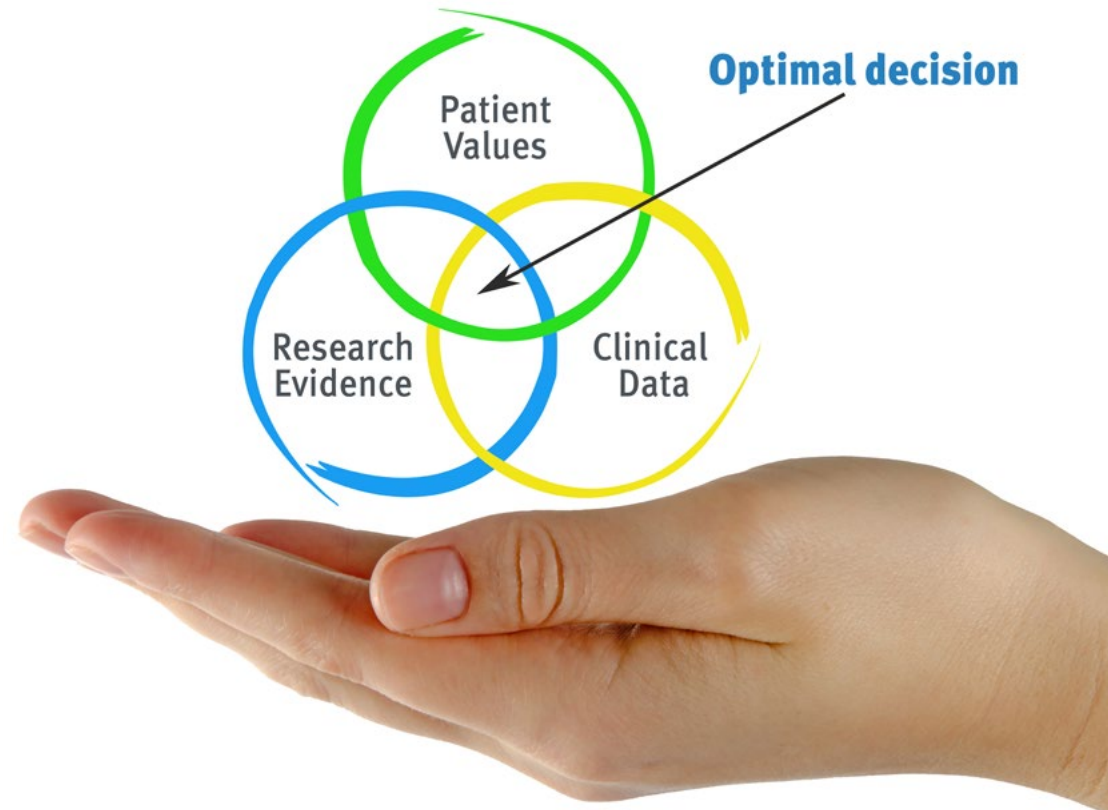 Optimal decision
Patient
Values
Research
Evidence
Clinical
Data